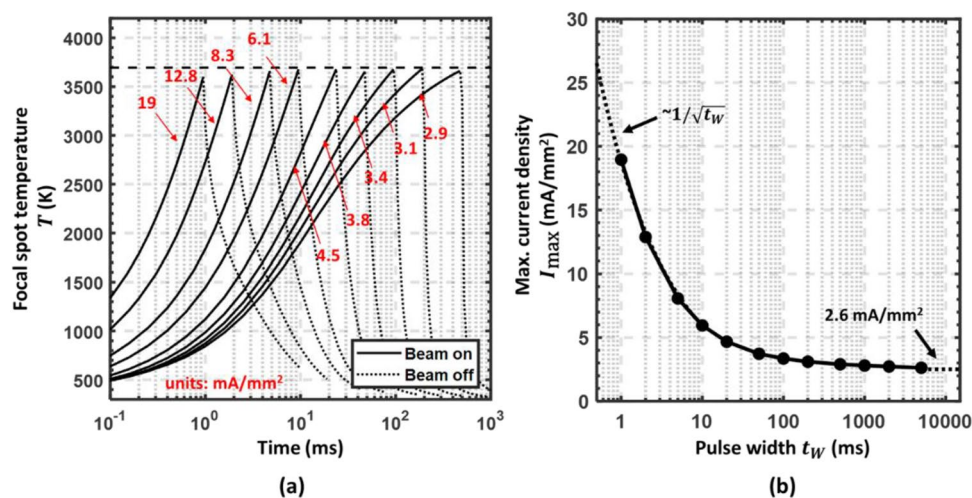 4000
3500
3000
2500
2000
1500
1000
500
Focal spot temperature
T (K)
19
12.8
8.3
6.1
4.5
3.8
3.4
3.1
2.9
units: mA/mm²
Beam on
Beam off
10⁻¹ 10⁰ 10¹ 10² 10³
Time (ms)
(a)
30
25
20
15
10
5
0
Max. current density
I_max (mA/mm²)
~1/√t_W
2.6 mA/mm²
1 10 100 1000 10000
Pulse width t_W (ms)
(b)